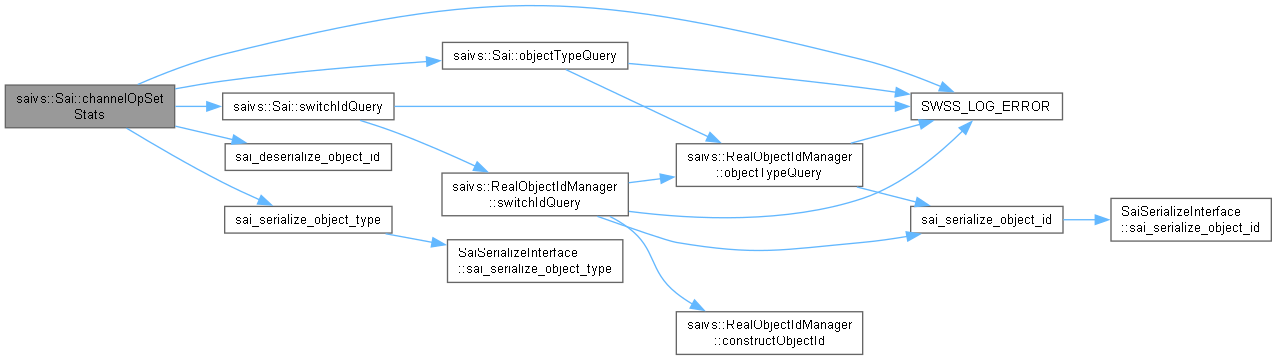 saivs::Sai::channelOpSet
Stats
saivs::Sai::objectTypeQuery
saivs::Sai::switchIdQuery
SWSS_LOG_ERROR
sai_deserialize_object_id
saivs::RealObjectIdManager
::objectTypeQuery
saivs::RealObjectIdManager
::switchIdQuery
sai_serialize_object_type
sai_serialize_object_id
SaiSerializeInterface
::sai_serialize_object_id
SaiSerializeInterface
::sai_serialize_object_type
saivs::RealObjectIdManager
::constructObjectId